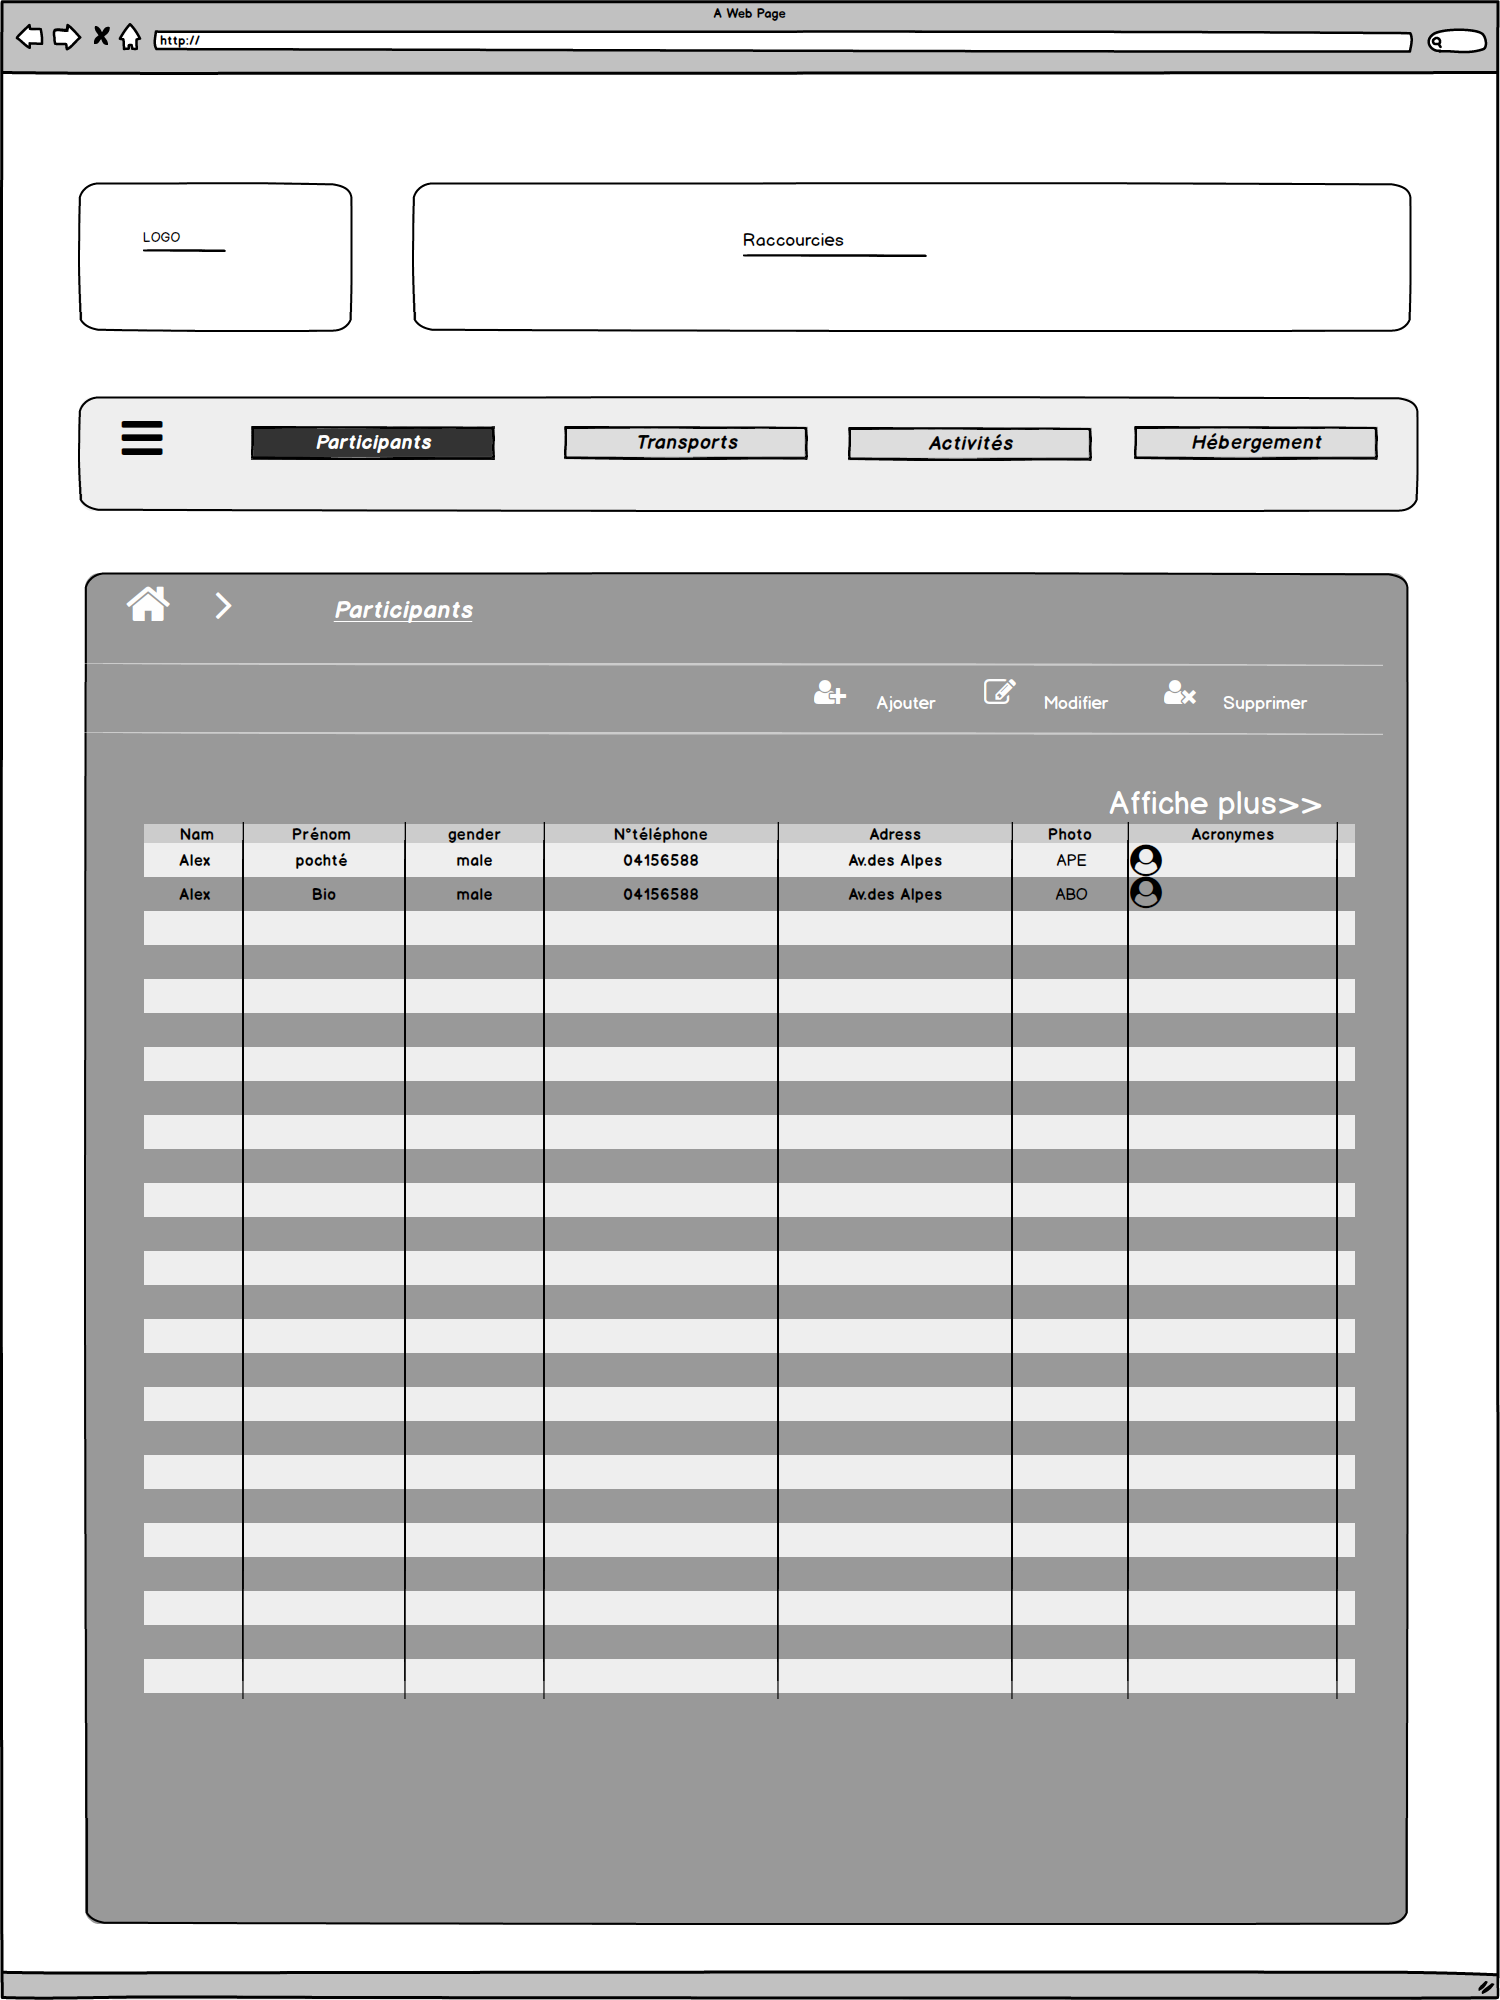 A Web Page
http://
LOGO
Raccourcies
Participants Transports Activités Hébergement
Participants
Ajouter Modifier Supprimer
Affiche plus>>
Nam Prénom gender N°téléphone Adress Photo Acronymes
Alex pochté male 04156588 Av.des Alpes APE
Alex Bio male 04156588 Av.des Alpes ABO